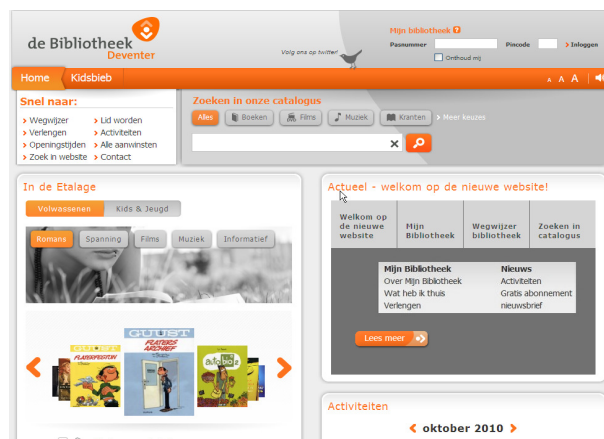 de Bibliotheek
Deventer
Volg ons op twitter!
Mijn bibliotheek ?
Pasnummer
Pincode
Inloggen
Onthoud mij
Home
Kidsbieb
A A A
Snel naar:
Wegwijzer
Lid worden
Verlengen
Activiteiten
Openingstijden
Alle aanwinsten
Zoek in website
Contact
Zoeken in onze catalogus
Alles
Boeken
Films
Muziek
Kranten
Meer keuzes
In de Etalage
Volwassenen
Kids & Jeugd
Romans
Spanning
Films
Muziek
Informatief
GUUST
FLATERS
ARCHIEF
Actueel - welkom op de nieuwe website!
Welkom op
de nieuwe
website
Mijn
Bibliotheek
Wegwijzer
bibliotheek
Zoeken in
catalogus
Mijn Bibliotheek
Over Mijn Bibliotheek
Wat heb ik thuis
Verlengen
Nieuws
Activiteiten
Gratis abonnement
nieuwsbrief
Lees meer
Activiteiten
oktober 2010